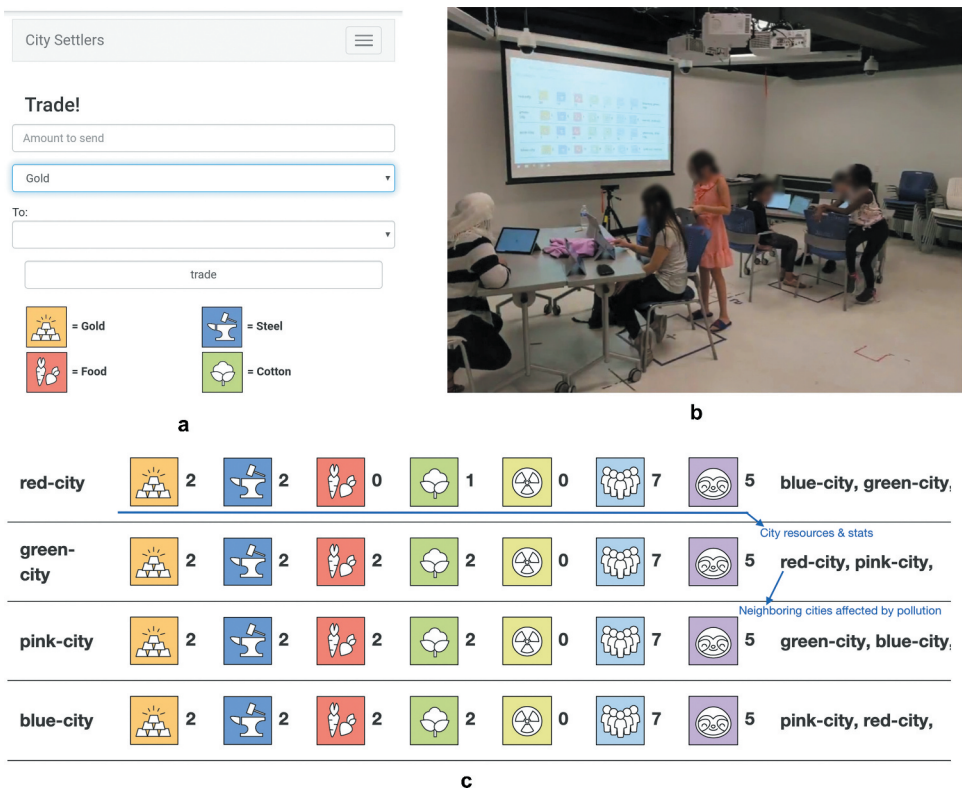 City Settlers
Trade!
Amount to send
Gold
To:
trade
= Gold
= Steel
= Food
= Cotton
a
b
red-city 2 2 0 1 0 7 5 blue-city, green-city,
City resources & stats
green-
city 2 2 2 2 0 7 5 red-city, pink-city,
Neighboring cities affected by pollution
pink-city 2 2 2 2 0 7 5 green-city, blue-city,
blue-city 2 2 2 2 0 7 5 pink-city, red-city,
c